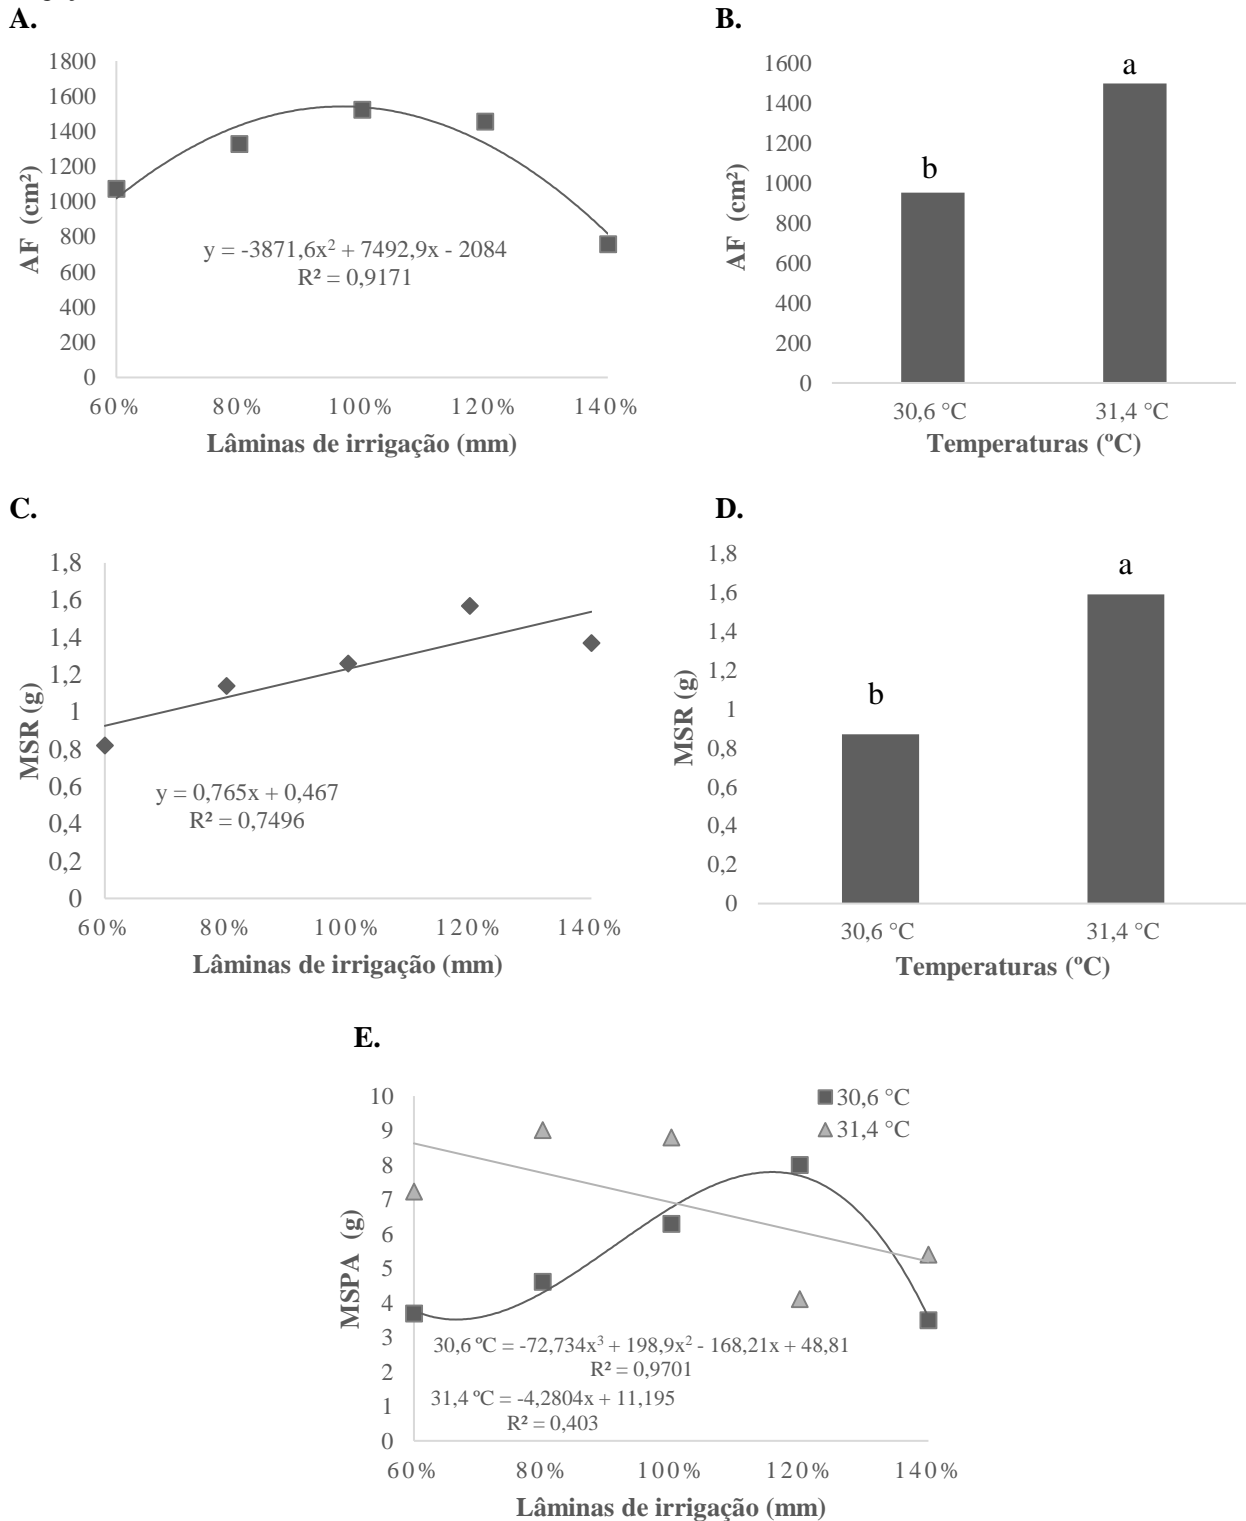 A.
1800
1600
1400
1200
1000
800
600
400
200
0
AF (cm²)
y = -3871,6x² + 7492,9x - 2084
R² = 0,9171
60% 80% 100% 120% 140%
Lâminas de irrigação (mm)
B.
1600
1400
1200
1000
800
600
400
200
0
AF (cm²)
b
a
30,6 °C 31,4 °C
Temperaturas (ºC)
C.
1,8
1,6
1,4
1,2
1
0,8
0,6
0,4
0,2
0
MSR (g)
y = 0,765x + 0,467
R² = 0,7496
60% 80% 100% 120% 140%
Lâminas de irrigação (mm)
D.
1,8
1,6
1,4
1,2
1
0,8
0,6
0,4
0,2
0
MSR (g)
b
a
30,6 °C 31,4 °C
Temperaturas (ºC)
E.
10
9
8
7
6
5
4
3
2
1
0
MSPA (g)
30,6 °C
31,4 °C
30,6 ºC = -72,734x³ + 198,9x² - 168,21x + 48,81
R² = 0,9701
31,4 ºC = -4,2804x + 11,195
R² = 0,403
60% 80% 100% 120% 140%
Lâminas de irrigação (mm)